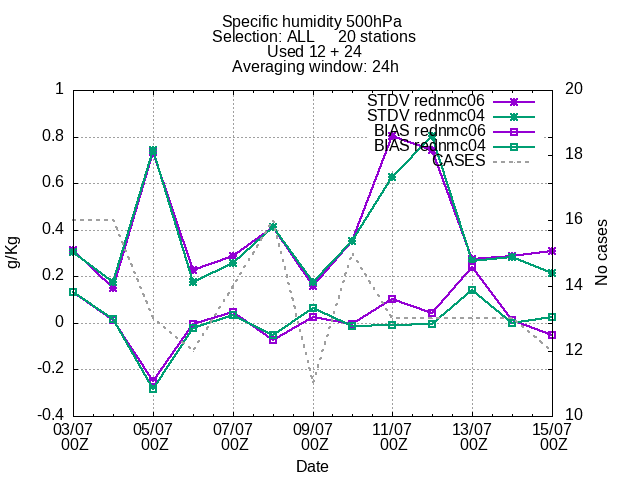 Specific humidity 500hPa
Selection: ALL     20 stations
Used 12 + 24
Averaging window: 24h
1
0.8
0.6
0.4
0.2
0
-0.2
-0.4
20
18
16
14
12
10
g/Kg
No cases
STDV rednmc06
STDV rednmc04
BIAS rednmc06
BIAS rednmc04
CASES
03/07 05/07 07/07 09/07 11/07 13/07 15/07
00Z 00Z 00Z 00Z 00Z 00Z 00Z
Date